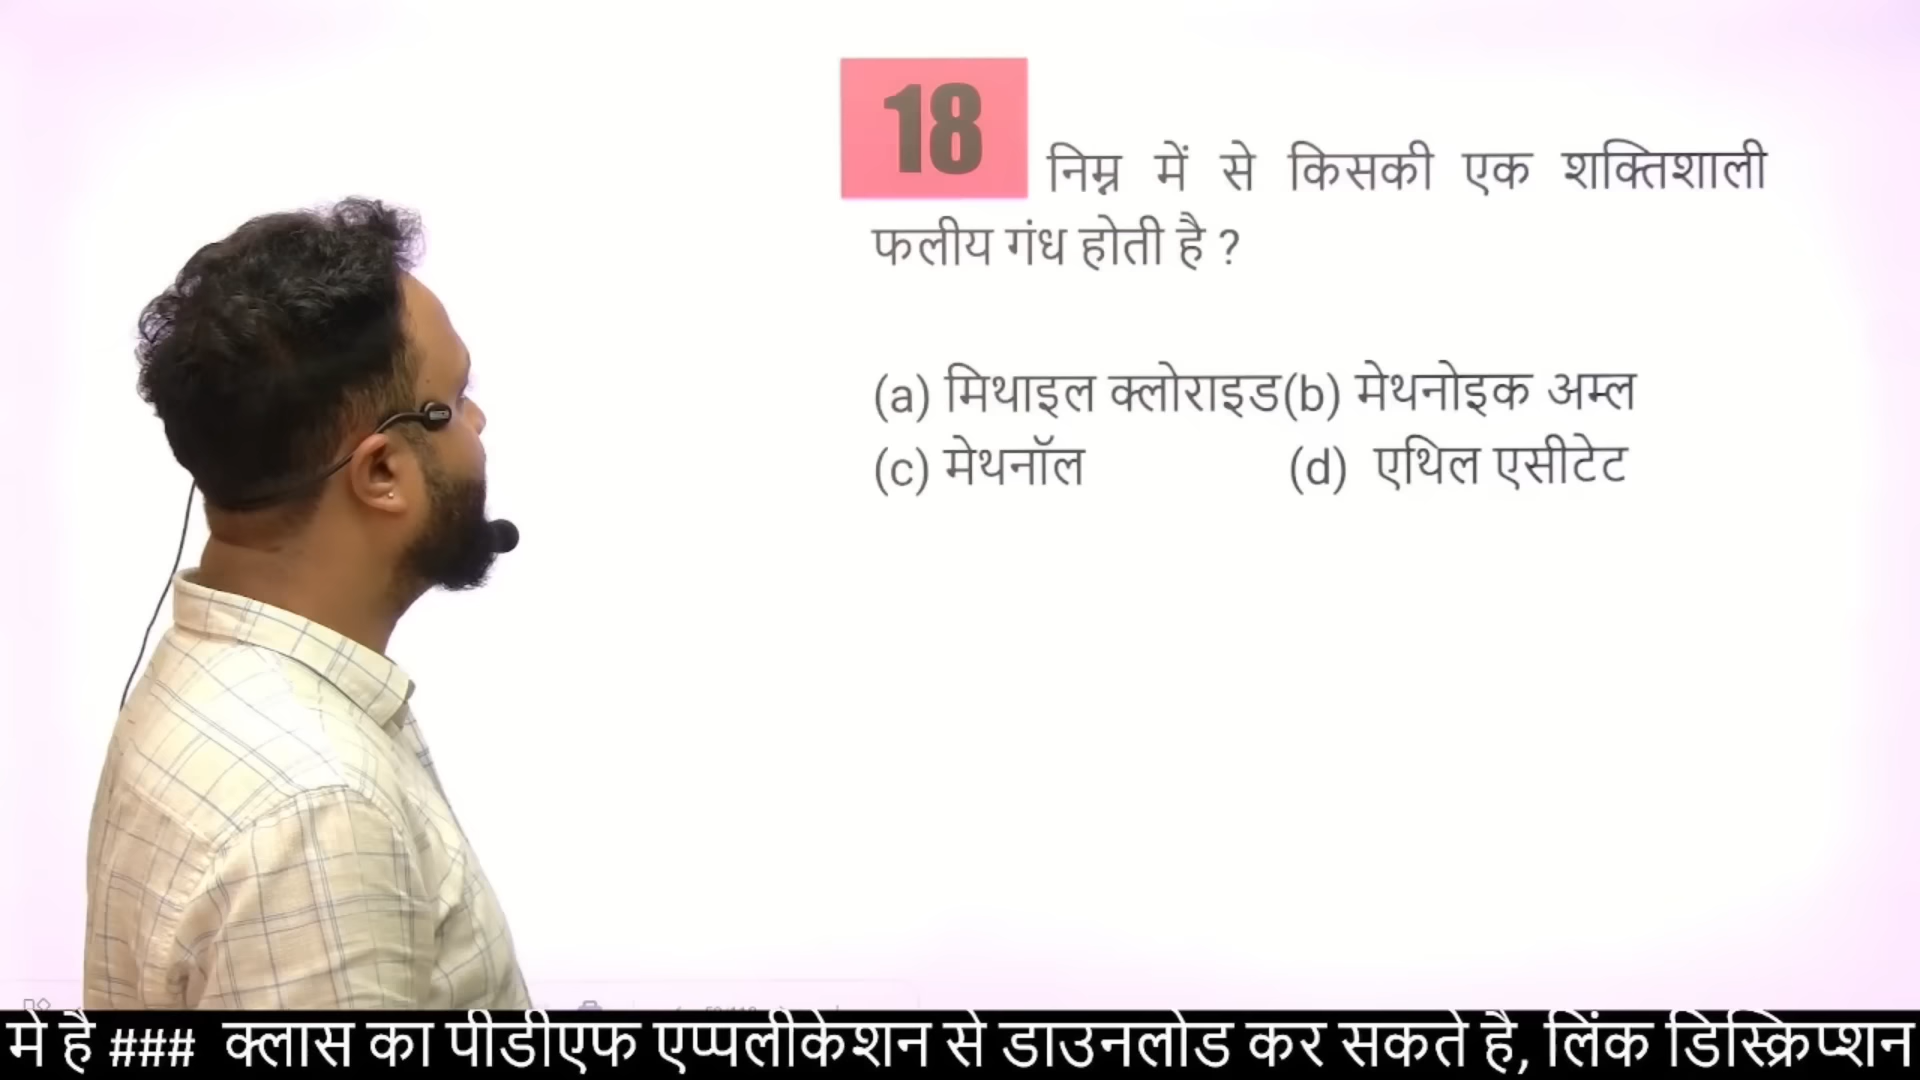 18
निम्न में से किसकी एक शक्तिशाली
फलीय गंध होती है ?
(a) मिथाइल क्लोराइड(b) मेथनोइक अम्ल
(c) मेथनॉल (d) एथिल एसीटेट
में है ### क्लास का पीडीएफ एप्पलीकेशन से डाउनलोड कर सकते है, लिंक डिस्क्रिप्शन